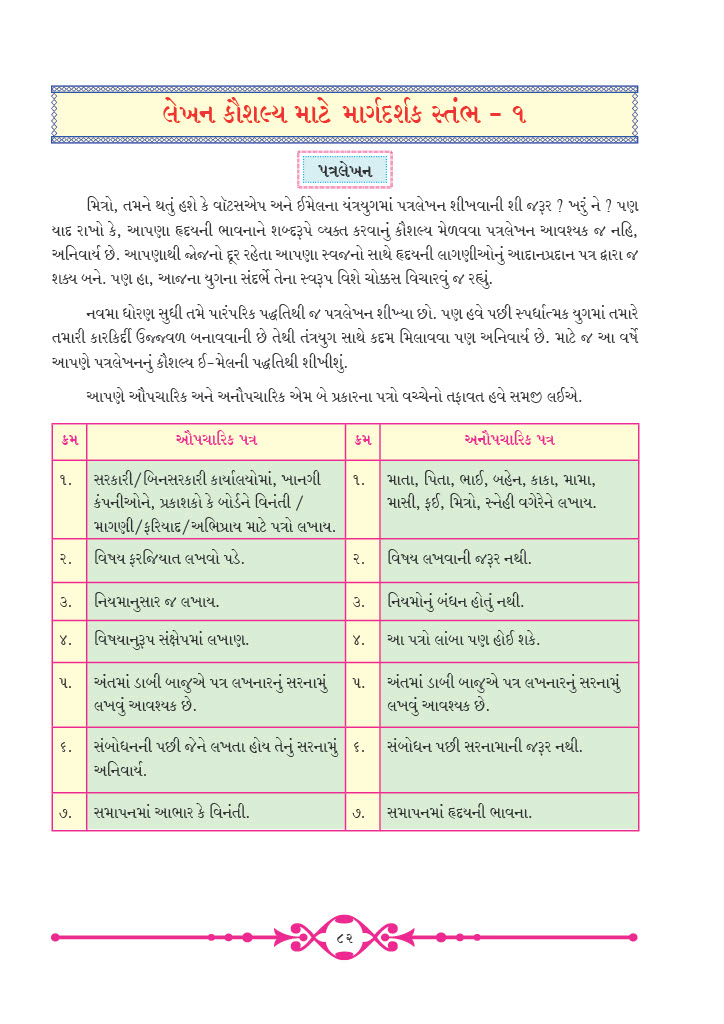 લેખન કૌશલ્ય માટે માર્ગદર્શક સ્તંભ - ૧
પત્રલેખન
મિત્રો, તમને થતું હશે કે વૉટસએપ અને ઈમેલના યંત્રયુગમાં પત્રલેખન શીખવાની શી જરૂર ? ખરું ને ? પણ
યાદ રાખો કે, આપણા હૃદયની ભાવનાને શબ્દરૂપે વ્યક્ત કરવાનું કૌશલ્ય મેળવવા પત્રલેખન આવશ્યક જ નહિ,
અનિવાર્ય છે. આપણાથી જોજનો દૂર રહેતા આપણા સ્વજનો સાથે હૃદયની લાગણીઓનું આદાનપ્રદાન પત્ર દ્વારા જ
શક્ય બને. પણ હા, આજના યુગના સંદર્ભે તેના સ્વરૂપ વિશે ચોક્કસ વિચારવું જ રહ્યું.
નવમા ધોરણ સુધી તમે પારંપરિક પદ્ધતિથી જ પત્રલેખન શીખ્યા છો. પણ હવે પછી સ્પર્ધાત્મક યુગમાં તમારે
તમારી કારકિર્દી ઉજ્જવળ બનાવવાની છે તેથી તંત્રયુગ સાથે કદમ મિલાવવા પણ અનિવાર્ય છે. માટે જ આ વર્ષે
આપણે પત્રલેખનનું કૌશલ્ય ઈ-મેલની પદ્ધતિથી શીખીશું.
આપણે ઔપચારિક અને અનૌપચારિક એમ બે પ્રકારના પત્રો વચ્ચેનો તફાવત હવે સમજી લઈએ.
ક્રમ ઔપચારિક પત્ર ક્રમ અનૌપચારિક પત્ર
૧. સરકારી/બિનસરકારી કાર્યાલયોમાં, ખાનગી ૧. માતા, પિતા, ભાઈ, બહેન, કાકા, મામા,
કંપનીઓને, પ્રકાશકો કે બોર્ડને વિનંતી / માસી, ફઈ, મિત્રો, સ્નેહી વગેરેને લખાય.
માગણી/ફરિયાદ/અભિપ્રાય માટે પત્રો લખાય.
૨. વિષય ફરજિયાત લખવો પડે. ૨. વિષય લખવાની જરૂર નથી.
૩. નિયમાનુસાર જ લખાય. ૩. નિયમોનું બંધન હોતું નથી.
૪. વિષયાનુરૂપ સંક્ષેપમાં લખાણ. ૪. આ પત્રો લાંબા પણ હોઈ શકે.
૫. અંતમાં ડાબી બાજુએ પત્ર લખનારનું સરનામું ૫. અંતમાં ડાબી બાજુએ પત્ર લખનારનું સરનામું
લખવું આવશ્યક છે. લખવું આવશ્યક છે.
૬. સંબોધનની પછી જેને લખતા હોય તેનું સરનામું ૬. સંબોધન પછી સરનામાની જરૂર નથી.
અનિવાર્ય.
૭. સમાપનમાં આભાર કે વિનંતી. ૭. સમાપનમાં હૃદયની ભાવના.
૮૨